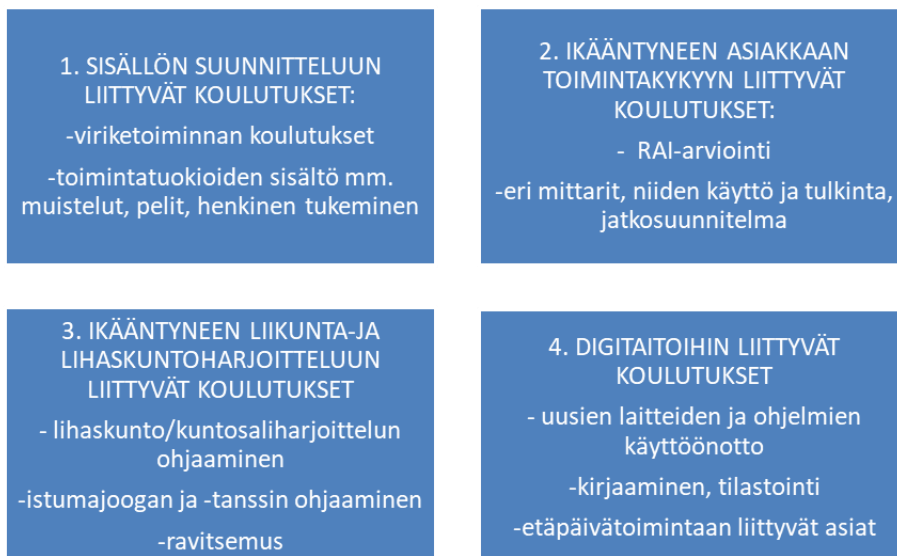 1. SISÄLLÖN SUUNNITTELUUN
LIITTYVÄT KOULUTUKSET:
-viriketoiminnan koulutukset
-toimintatuokioiden sisältö mm.
muistelut, pelit, henkinen tukeminen
2. IKÄÄNTYNEEN ASIAKKAAN
TOIMINTAKYKYYN LIITTYVÄT
KOULUTUKSET:
- RAI-arviointi
-eri mittarit, niiden käyttö ja tulkinta,
jatkosuunnitelma
3. IKÄÄNTYNEEN LIIKUNTA-JA
LIHASKUNTOHARJOITTELUUN
LIITTYVÄT KOULUTUKSET
- lihaskunto/kuntosaliharjoittelun
ohjaaminen
-istumajoogan ja -tanssin ohjaaminen
-ravitsemus
4. DIGITAITOIHIN LIITTYVÄT
KOULUTUKSET
- uusien laitteiden ja ohjelmien
käyttöönotto
-kirjaaminen, tilastointi
-etäpäivätoimintaan liittyvät asiat